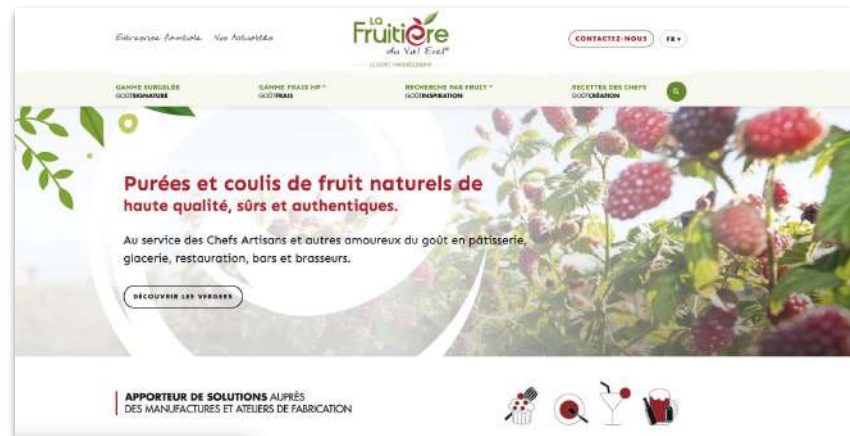 Entreprise familiale Nos Actualités
LA
Fruitière
du Val Evel®
CONTACTEZ-NOUS FR
GAMME SURGELÉE GAMME FRAIS HP RECHERCHE PAR FRUIT RECETTES DES CHEFS
GOÛTSIGNATURE GOÛTFRAIS GOÛTINSPIRATION GOÛTCRÉATION
Purées et coulis de fruit naturels de
haute qualité, sûrs et authentiques.
Au service des Chefs Artisans et autres amoureux du goût en pâtisserie,
glacerie, restauration, bars et brasseurs.
DÉCOUVRIR LES VERGERS
APPORTEUR DE SOLUTIONS AUPRÈS
DES MANUFACTURES ET ATELIERS DE FABRICATION